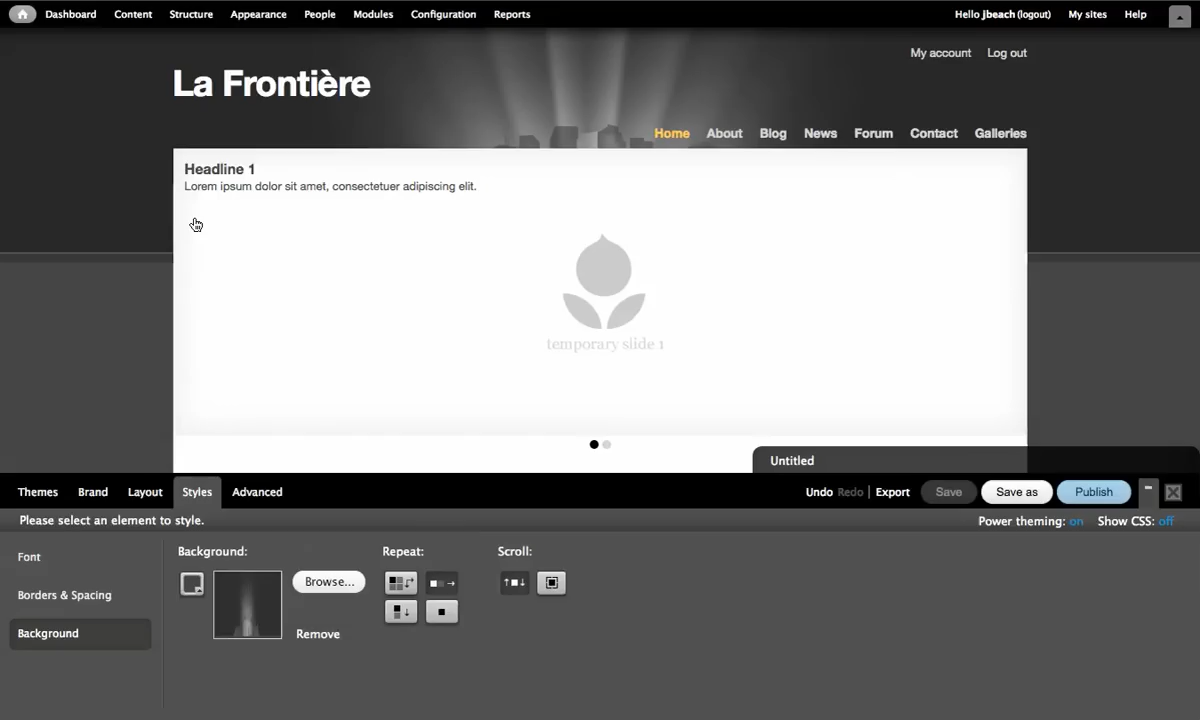 Dashboard Content Structure Appearance People Modules Configuration Reports Hello jbeach (logout) My sites Help
My account Log out
La Frontière
Home About Blog News Forum Contact Galleries
Headline 1
Lorem ipsum dolor sit amet, consectetuer adipiscing elit.
temporary slide 1
Untitled
Themes Brand Layout Styles Advanced Undo Redo | Export Save Save as Publish
Please select an element to style. Power theming: on Show CSS: off
Font Background: Repeat: Scroll:
Browse...
Borders & Spacing
Background Remove